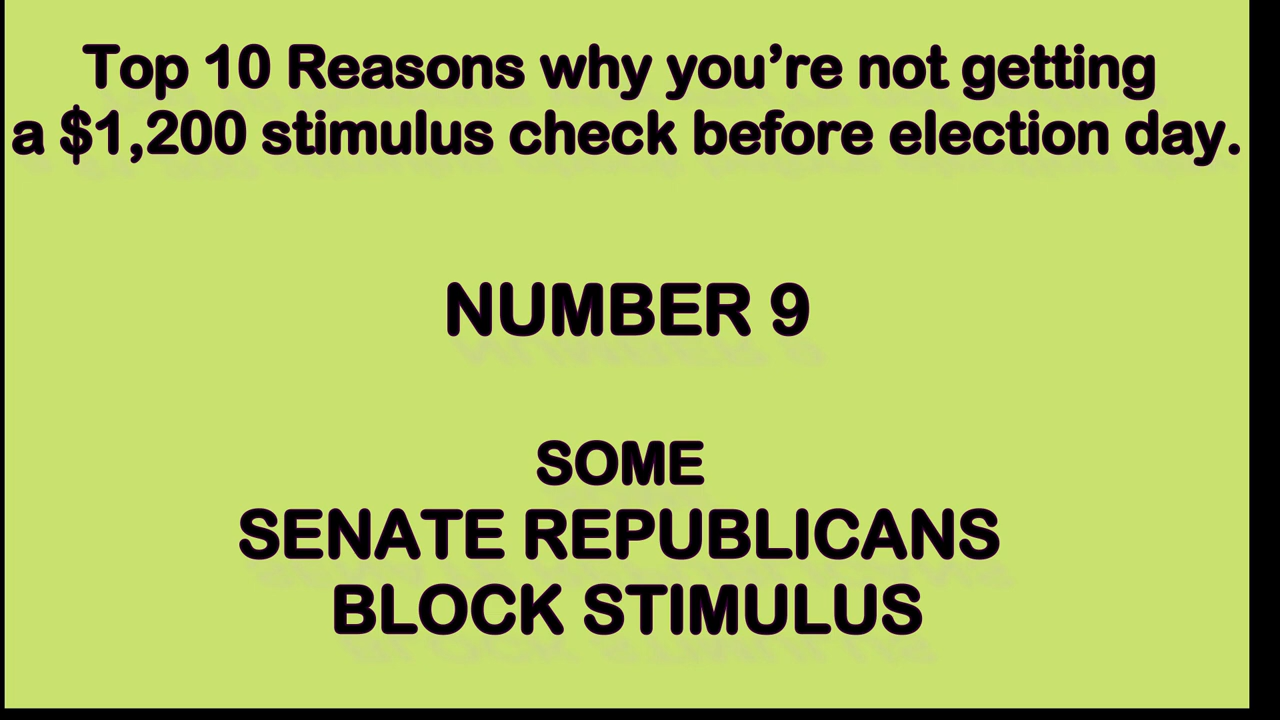 Top 10 Reasons why you’re not getting
a $1,200 stimulus check before election day.
NUMBER 9
SOME
SENATE REPUBLICANS
BLOCK STIMULUS